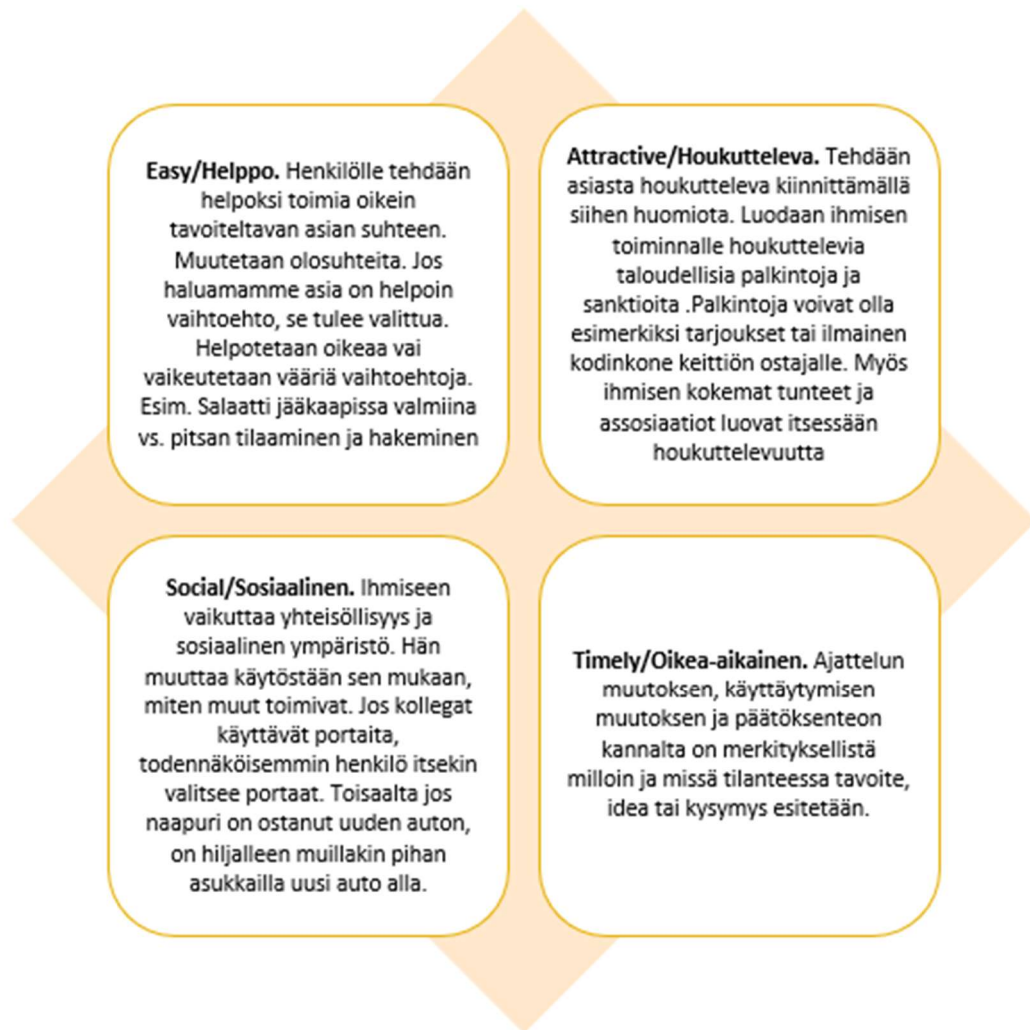 Easy/Helppo. Henkilölle tehdään
helpoksi toimia oikein
tavoiteltavan asian suhteen.
Muutetaan olosuhteita. Jos
haluamamme asia on helpoin
vaihtoehto, se tulee valittua.
Helpotetaan oikeaa vai
vaikeutetaan vääriä vaihtoehtoja.
Esim. Salaatti jääkaapissa valmiina
vs. pitsan tilaaminen ja hakeminen
Attractive/Houkutteleva. Tehdään
asiasta houkutteleva kiinnittämällä
siihen huomiota. Luodaan ihmisen
toiminnalle houkuttelevia
taloudellisia palkintoja ja
sanktioita .Palkintoja voivat olla
esimerkiksi tarjoukset tai ilmainen
kodinkone keittiön ostajalle. Myös
ihmisen kokemat tunteet ja
assosiaatiot luovat itsessään
houkuttelevuutta
Social/Sosiaalinen. Ihmiseen
vaikuttaa yhteisöllisyys ja
sosiaalinen ympäristö. Hän
muuttaa käytöstään sen mukaan,
miten muut toimivat. Jos kollegat
käyttävät portaita,
todennäköisemmin henkilö itsekin
valitsee portaat. Toisaalta jos
naapuri on ostanut uuden auton,
on hiljalleen muillakin pihan
asukkailla uusi auto alla.
Timely/Oikea-aikainen. Ajattelun
muutoksen, käyttäytymisen
muutoksen ja päätöksenteon
kannalta on merkityksellistä
milloin ja missä tilanteessa tavoite,
idea tai kysymys esitetään.